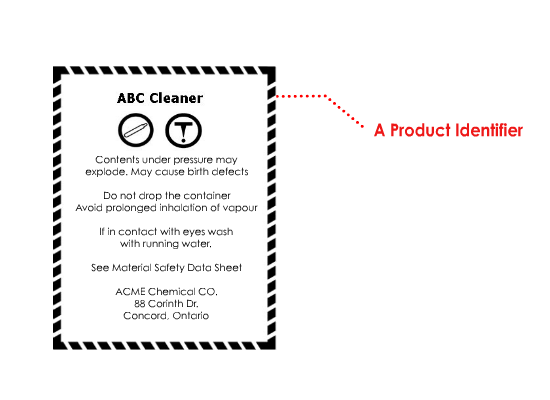 ABC Cleaner
Contents under pressure may
explode. May cause birth defects
Do not drop the container
Avoid prolonged inhalation of vapour
If in contact with eyes wash
with running water.
See Material Safety Data Sheet
ACME Chemical CO.
88 Corinth Dr.
Concord, Ontario
A Product Identifier